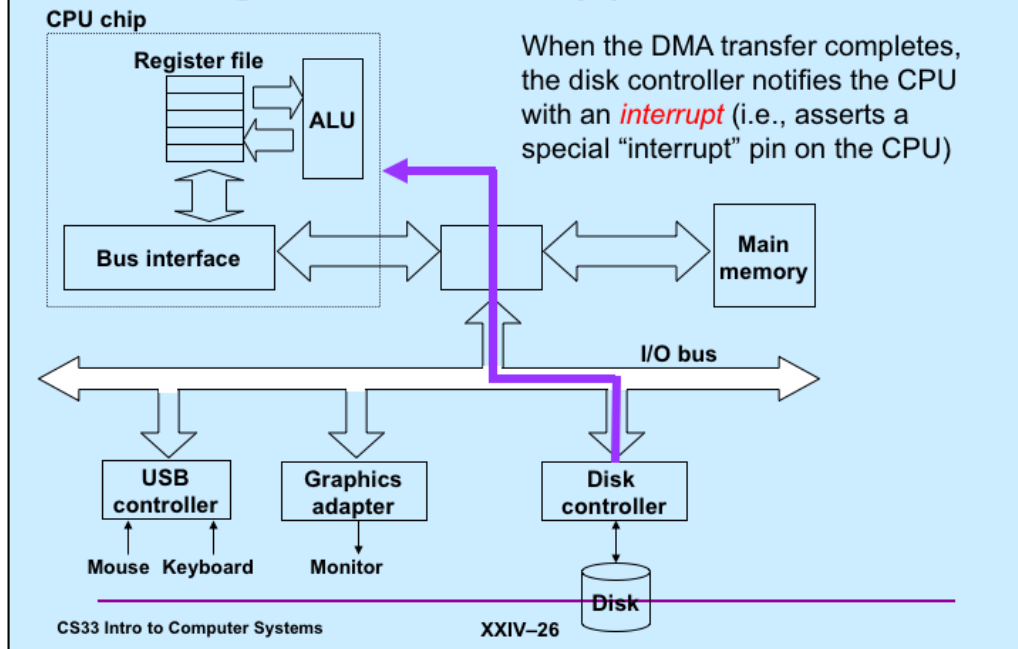 CPU chip
Register file
ALU
When the DMA transfer completes,
the disk controller notifies the CPU
with an interrupt (i.e., asserts a
special “interrupt” pin on the CPU)
Bus interface
Main
memory
I/O bus
USB
controller
Graphics
adapter
Disk
controller
Mouse Keyboard
Monitor
Disk
CS33 Intro to Computer Systems
XXIV–26